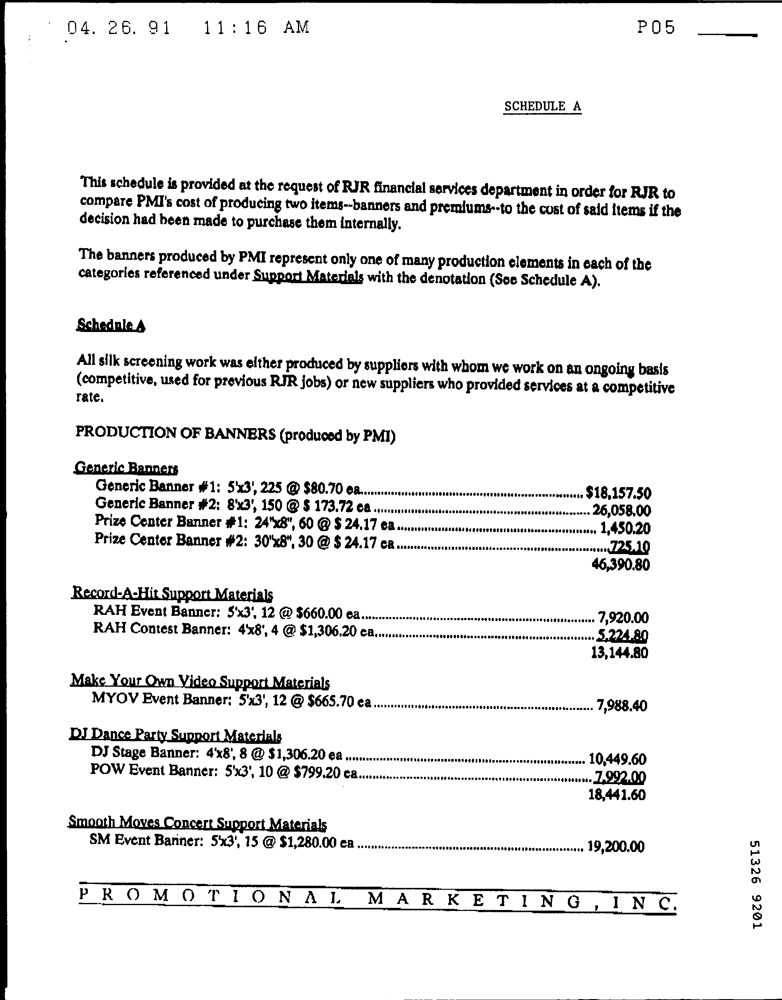 04. 26. 91 11:16 AM P05
SCHEDULE A
This schedule is provided at the request of RJR financial services department in order for RJR to
compare PMI's cost of producing two items--banners and premiums--to the cost of said items if the
decision had been made to purchase them internally.
The banners produced by PMI represent only one of many production elements in each of the
categories referenced under Support Materials with the denotation (See Schedule A).
Schedule A
All silk screening work was either produced by suppliers with whom we work on an ongoing basis
(competitive, used for previous RJR jobs) or new suppliers who provided services at a competitive
rate.
PRODUCTION OF BANNERS (produced by PMI)
Generic Banners
Generic Banner #1: 5'x3', 225 @ $80.70 ea. $18,157.50
Generic Banner #2: 8'x3', 150 @ $ 173.72 ea 26,058.00
Prize Center Banner #1: 24"x8", 60 @ $ 24.17 ea 1,450.20
Prize Center Banner #2: 30"x8", 30 @ $ 24.17 ea 725.10
46,390.80
Record-A-Hit Support Materials
RAH Event Banner: 5'x3', 12 @ $660.00 ea 7,920.00
RAH Contest Banner: 4'x8', 4 @ $1,306.20 ea 5,224.80
13,144.80
Make Your Own Video Support Materials
MYOV Event Banner: 5'x3', 12 @ $665.70 ea 7,988.40
DJ Dance Party Support Materials
DJ Stage Banner: 4'x8', 8 @ $1,306.20 ea 10,449.60
POW Event Banner: 5'x3', 10 @ $799.20 ea 7,992.00
18,441.60
Smooth Moves Concert Support Materials
SM Event Banner: 5'x3', 15 @ $1,280.00 ea 19,200.00
PROMOTIONAL MARKETING, INC.
51326 9201